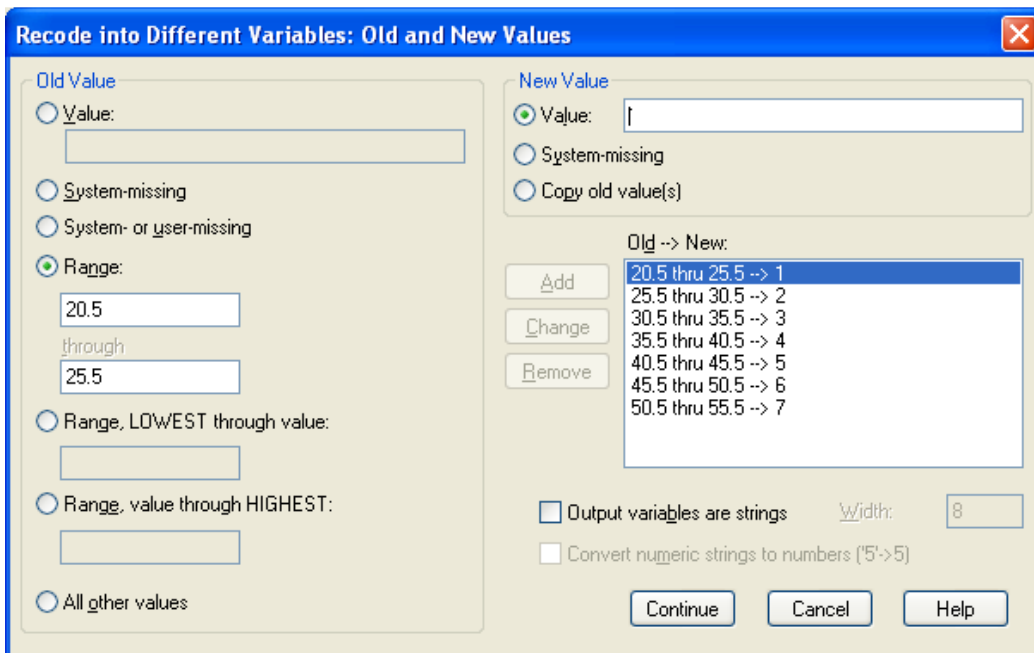 Recode into Different Variables: Old and New Values
Old Value
Value:
System-missing
System- or user-missing
Range:
20.5
through
25.5
Range, LOWEST through value:
Range, value through HIGHEST:
All other values
New Value
Value:
System-missing
Copy old value(s)
Old --> New:
Add
Change
Remove
20.5 thru 25.5 --> 1
25.5 thru 30.5 --> 2
30.5 thru 35.5 --> 3
35.5 thru 40.5 --> 4
40.5 thru 45.5 --> 5
45.5 thru 50.5 --> 6
50.5 thru 55.5 --> 7
Output variables are strings
Width:
8
Convert numeric strings to numbers ('5'->5)
Continue
Cancel
Help